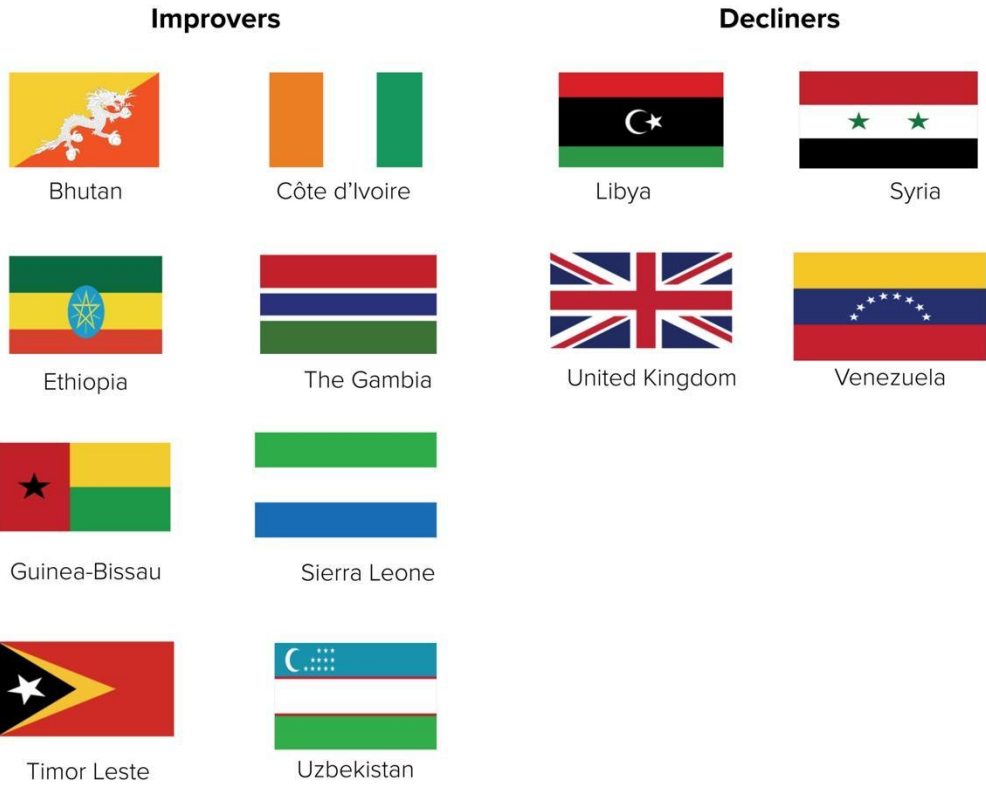 Improvers
Decliners
Bhutan
Côte d’Ivoire
Libya
Syria
Ethiopia
The Gambia
United Kingdom
Venezuela
Guinea-Bissau
Sierra Leone
Timor Leste
Uzbekistan